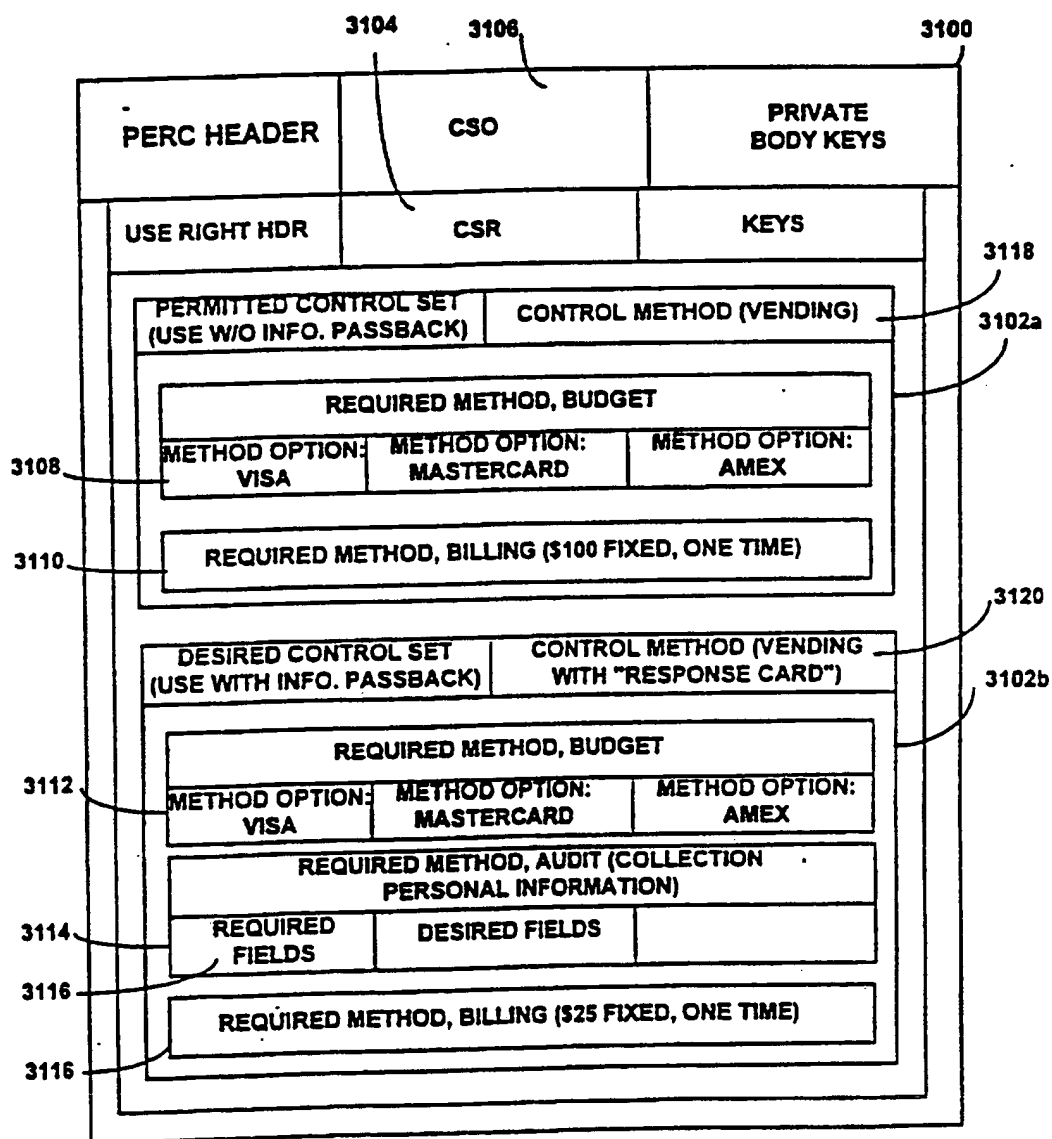 3104
3106
3100
PERC HEADER
CSO
PRIVATE
BODY KEYS
USE RIGHT HDR
CSR
KEYS
3118
PERMITTED CONTROL SET
(USE W/O INFO. PASSBACK)
CONTROL METHOD (VENDING)
3102a
REQUIRED METHOD, BUDGET
3108
METHOD OPTION:
VISA
METHOD OPTION:
MASTERCARD
METHOD OPTION:
AMEX
3110
REQUIRED METHOD, BILLING ($100 FIXED, ONE TIME)
3120
DESIRED CONTROL SET
(USE WITH INFO. PASSBACK)
CONTROL METHOD (VENDING
WITH "RESPONSE CARD")
3102b
REQUIRED METHOD, BUDGET
3112
METHOD OPTION:
VISA
METHOD OPTION:
MASTERCARD
METHOD OPTION:
AMEX
REQUIRED METHOD, AUDIT (COLLECTION
PERSONAL INFORMATION)
3114
REQUIRED
FIELDS
DESIRED FIELDS
3116
REQUIRED METHOD, BILLING ($25 FIXED, ONE TIME)
3116